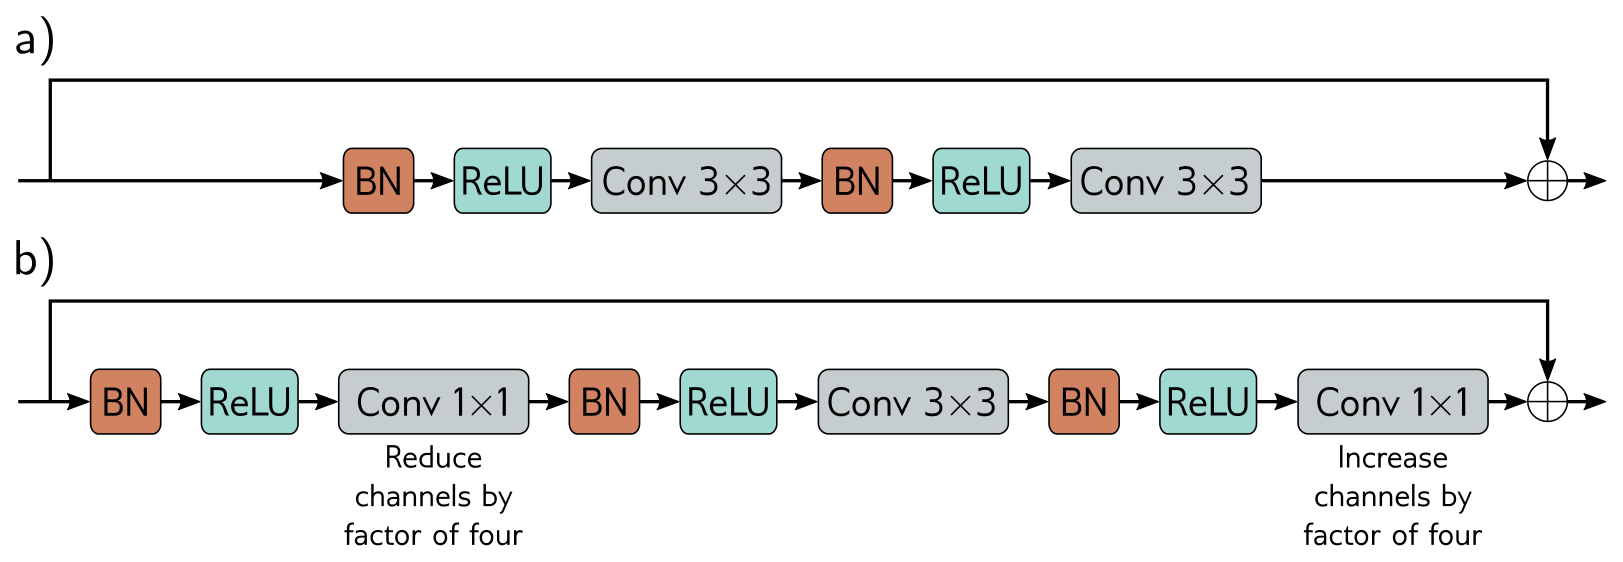 a)
BN ReLU Conv 3×3 BN ReLU Conv 3×3
b)
BN ReLU Conv 1×1 BN ReLU Conv 3×3 BN ReLU Conv 1×1
Reduce
channels by
factor of four
Increase
channels by
factor of four